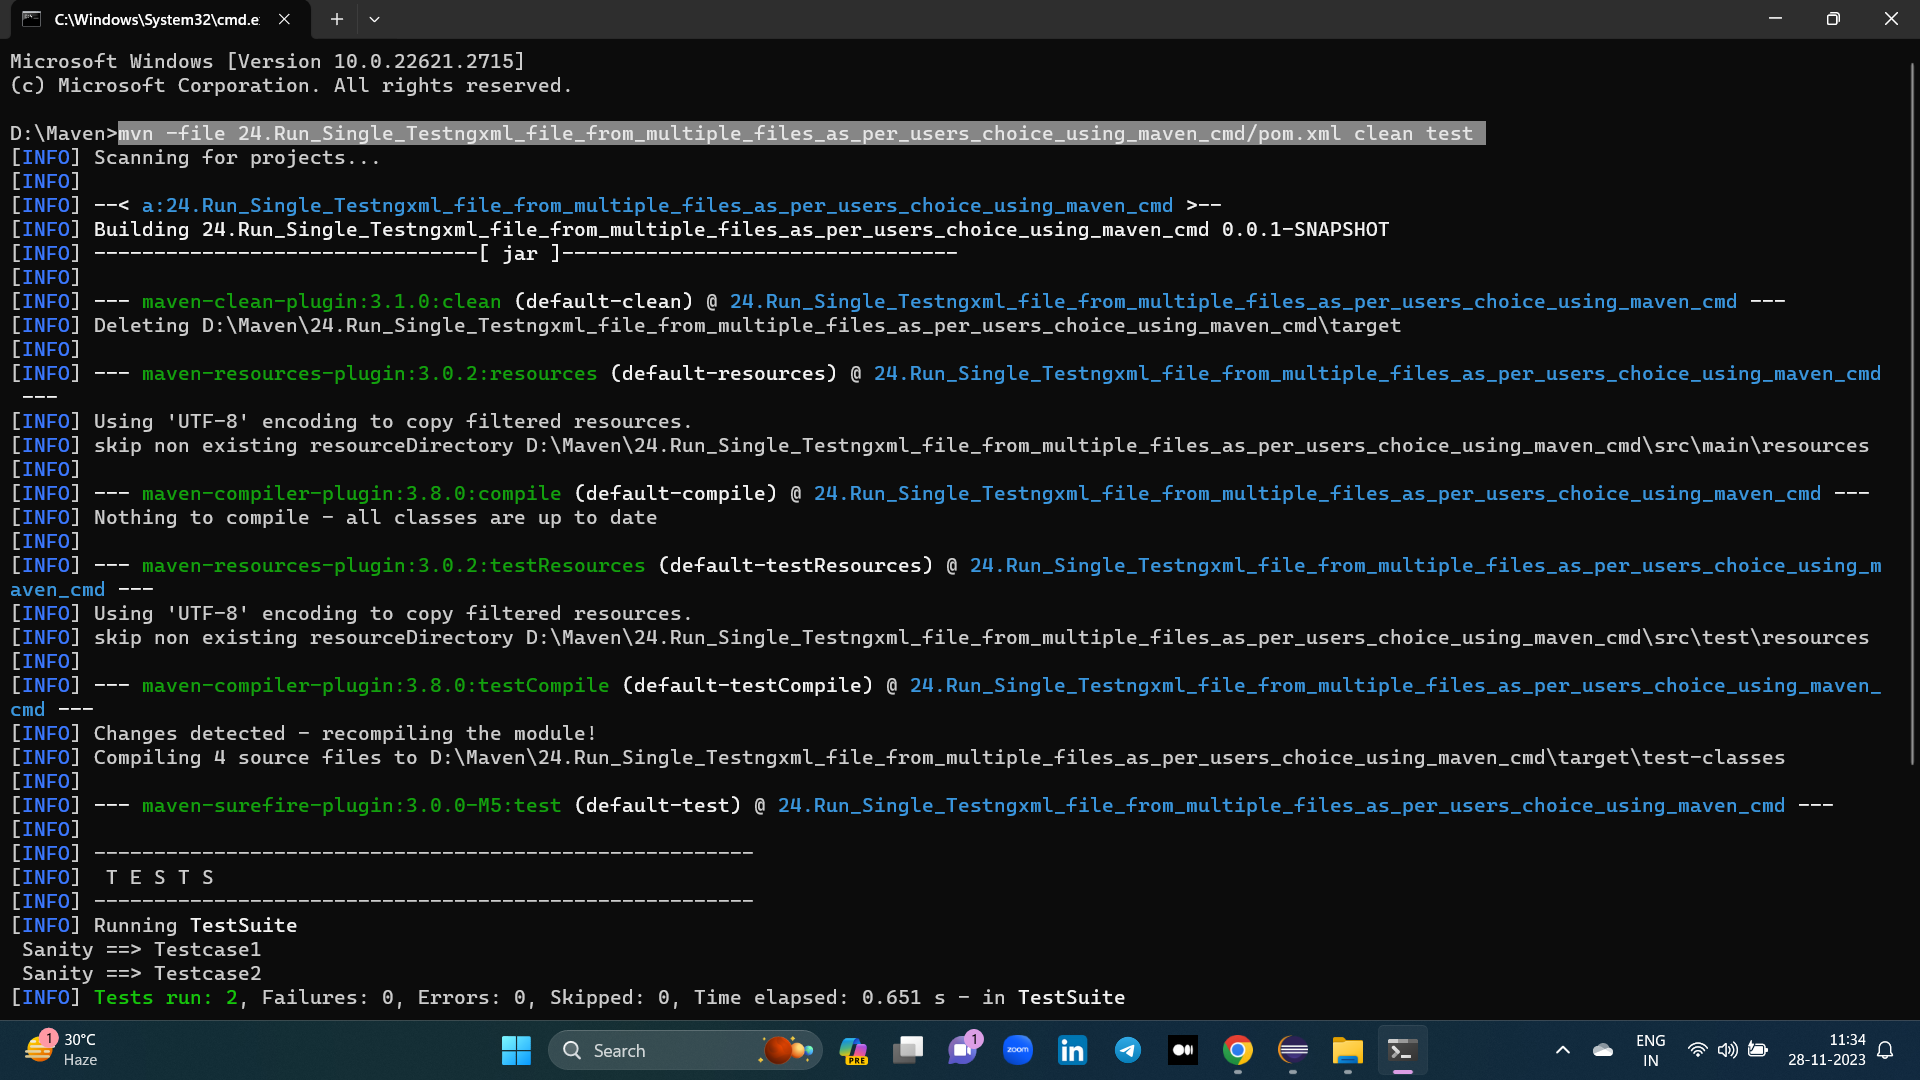 C:\Windows\System32\cmd.e
Microsoft Windows [Version 10.0.22621.2715]
(c) Microsoft Corporation. All rights reserved.
D:\Maven>mvn -file 24.Run_Single_Testngxml_file_from_multiple_files_as_per_users_choice_using_maven_cmd/pom.xml clean test
[INFO] Scanning for projects...
[INFO]
[INFO] --< a:24.Run_Single_Testngxml_file_from_multiple_files_as_per_users_choice_using_maven_cmd >--
[INFO] Building 24.Run_Single_Testngxml_file_from_multiple_files_as_per_users_choice_using_maven_cmd 0.0.1-SNAPSHOT
[INFO] --------------------------------[ jar ]---------------------------------
[INFO]
[INFO] --- maven-clean-plugin:3.1.0:clean (default-clean) @ 24.Run_Single_Testngxml_file_from_multiple_files_as_per_users_choice_using_maven_cmd ---
[INFO] Deleting D:\Maven\24.Run_Single_Testngxml_file_from_multiple_files_as_per_users_choice_using_maven_cmd\target
[INFO]
[INFO] --- maven-resources-plugin:3.0.2:resources (default-resources) @ 24.Run_Single_Testngxml_file_from_multiple_files_as_per_users_choice_using_maven_cmd
---
[INFO] Using 'UTF-8' encoding to copy filtered resources.
[INFO] skip non existing resourceDirectory D:\Maven\24.Run_Single_Testngxml_file_from_multiple_files_as_per_users_choice_using_maven_cmd\src\main\resources
[INFO]
[INFO] --- maven-compiler-plugin:3.8.0:compile (default-compile) @ 24.Run_Single_Testngxml_file_from_multiple_files_as_per_users_choice_using_maven_cmd ---
[INFO] Nothing to compile - all classes are up to date
[INFO]
[INFO] --- maven-resources-plugin:3.0.2:testResources (default-testResources) @ 24.Run_Single_Testngxml_file_from_multiple_files_as_per_users_choice_using_m
aven_cmd ---
[INFO] Using 'UTF-8' encoding to copy filtered resources.
[INFO] skip non existing resourceDirectory D:\Maven\24.Run_Single_Testngxml_file_from_multiple_files_as_per_users_choice_using_maven_cmd\src\test\resources
[INFO]
[INFO] --- maven-compiler-plugin:3.8.0:testCompile (default-testCompile) @ 24.Run_Single_Testngxml_file_from_multiple_files_as_per_users_choice_using_maven_
cmd ---
[INFO] Changes detected - recompiling the module!
[INFO] Compiling 4 source files to D:\Maven\24.Run_Single_Testngxml_file_from_multiple_files_as_per_users_choice_using_maven_cmd\target\test-classes
[INFO]
[INFO] --- maven-surefire-plugin:3.0.0-M5:test (default-test) @ 24.Run_Single_Testngxml_file_from_multiple_files_as_per_users_choice_using_maven_cmd ---
[INFO]
[INFO] -------------------------------------------------------
[INFO]  T E S T S
[INFO] -------------------------------------------------------
[INFO] Running TestSuite
Sanity ==> Testcase1
Sanity ==> Testcase2
[INFO] Tests run: 2, Failures: 0, Errors: 0, Skipped: 0, Time elapsed: 0.651 s - in TestSuite
1
30°C
Haze
Search
PRE
1
zoom
in
ENG
IN
11:34
28-11-2023